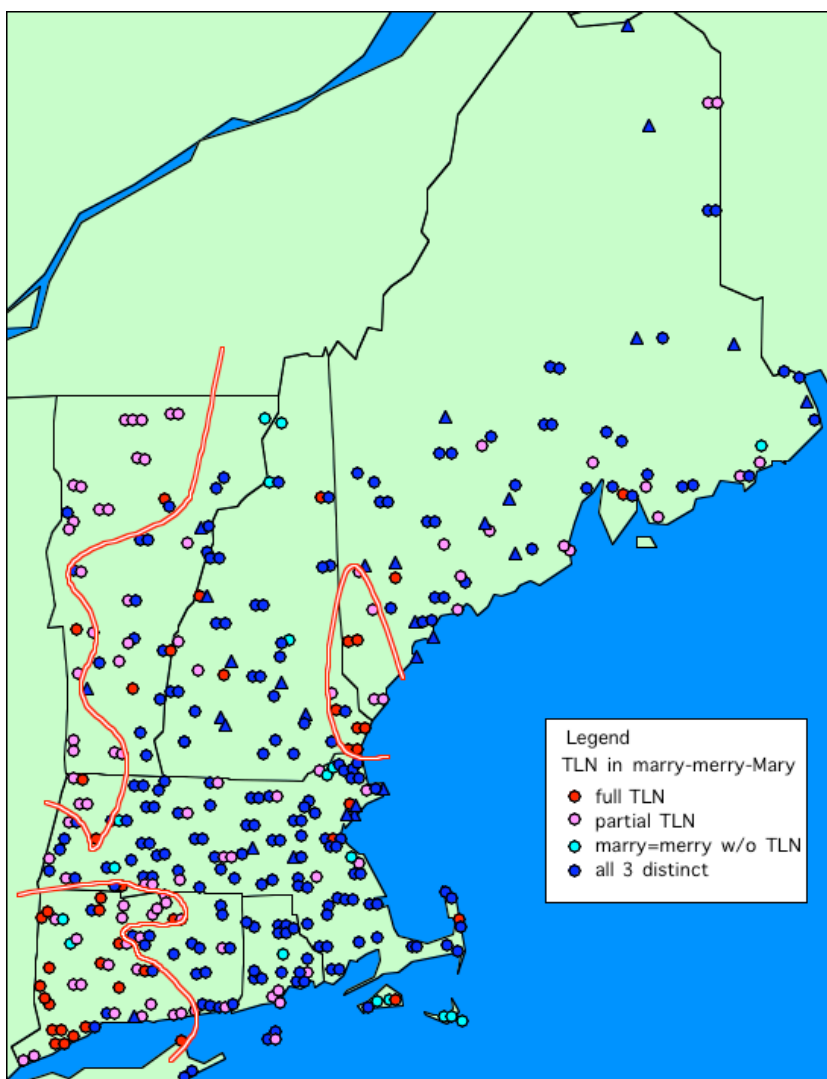 Legend
TLN in marry-merry-Mary
full TLN
partial TLN
marry=merry w/o TLN
all 3 distinct